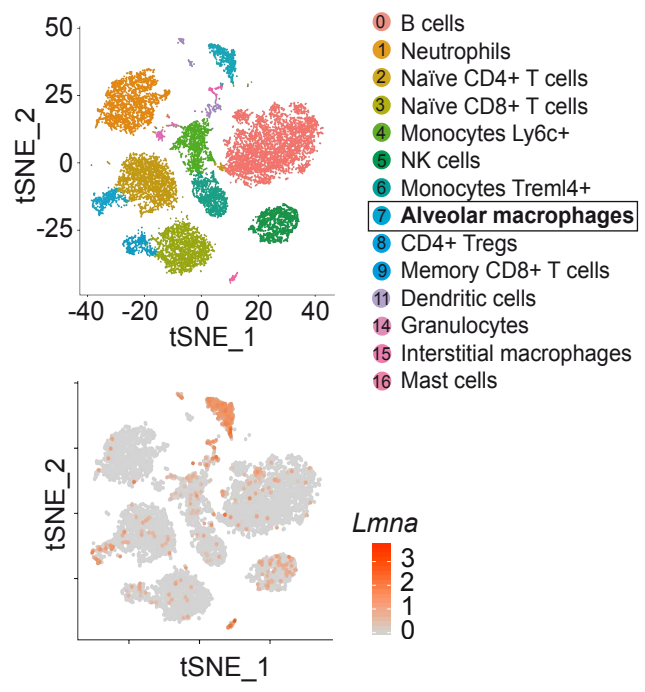 50
25
0
-25
tSNE_2
-40 -20 0 20 40
tSNE_1
0 B cells
1 Neutrophils
2 Naïve CD4+ T cells
3 Naïve CD8+ T cells
4 Monocytes Ly6c+
5 NK cells
6 Monocytes Treml4+
7 Alveolar macrophages
8 CD4+ Tregs
9 Memory CD8+ T cells
11 Dendritic cells
14 Granulocytes
15 Interstitial macrophages
16 Mast cells
tSNE_2
tSNE_1
Lmna
3
2
1
0